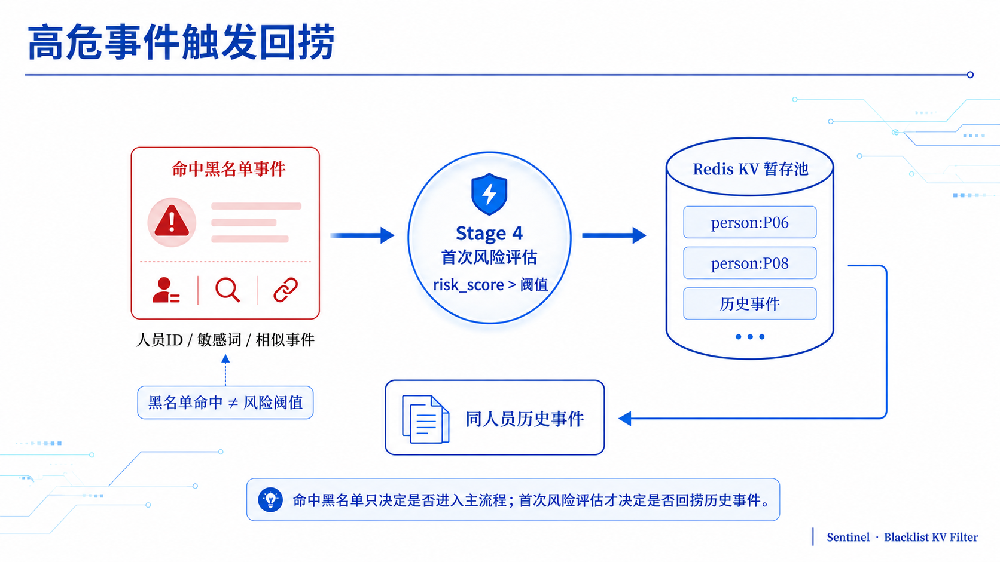 高危事件触发回捞
命中黑名单事件
人员ID / 敏感词 / 相似事件
黑名单命中 ≠ 风险阈值
Stage 4
首次风险评估
risk_score > 阈值
Redis KV 暂存池
person:P06
person:P08
历史事件
同人员历史事件
命中黑名单只决定是否进入主流程；首次风险评估才决定是否回捞历史事件。
Sentinel · Blacklist KV Filter